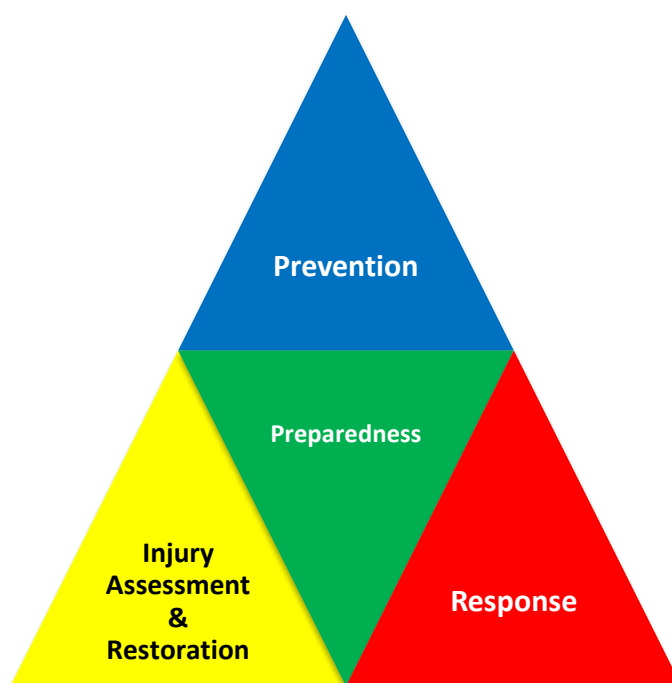 Prevention
Preparedness
Injury
Assessment
&
Restoration
Response